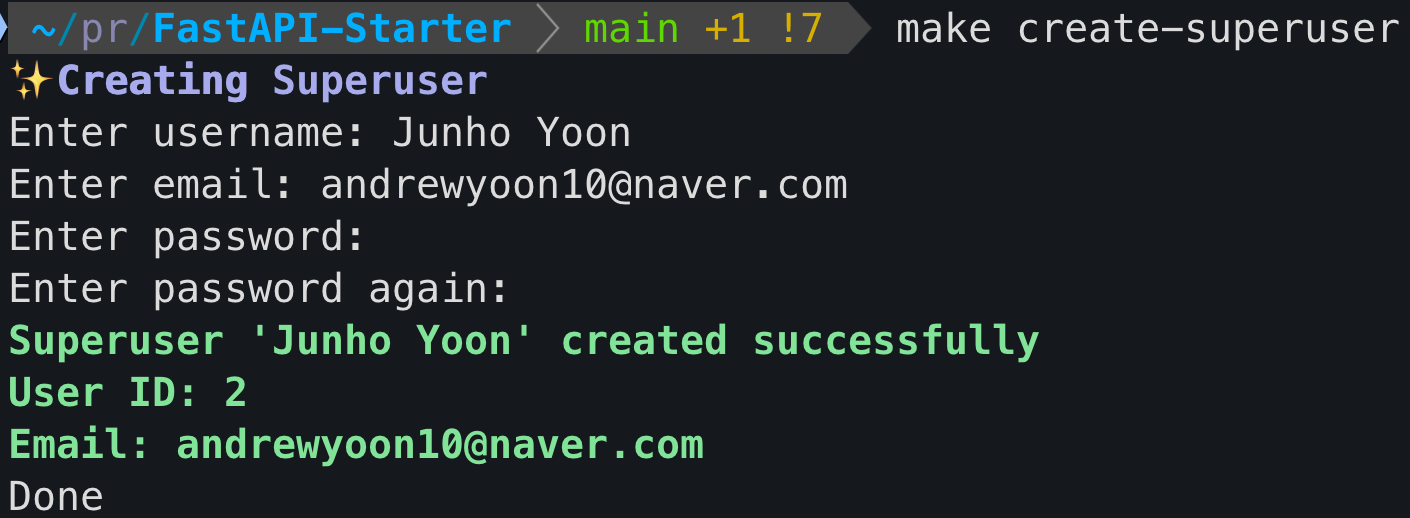 ~/pr/FastAPI-Starter main +1 !7 make create-superuser
✨Creating Superuser
Enter username: Junho Yoon
Enter email: andrewyoon10@naver.com
Enter password:
Enter password again:
Superuser 'Junho Yoon' created successfully
User ID: 2
Email: andrewyoon10@naver.com
Done